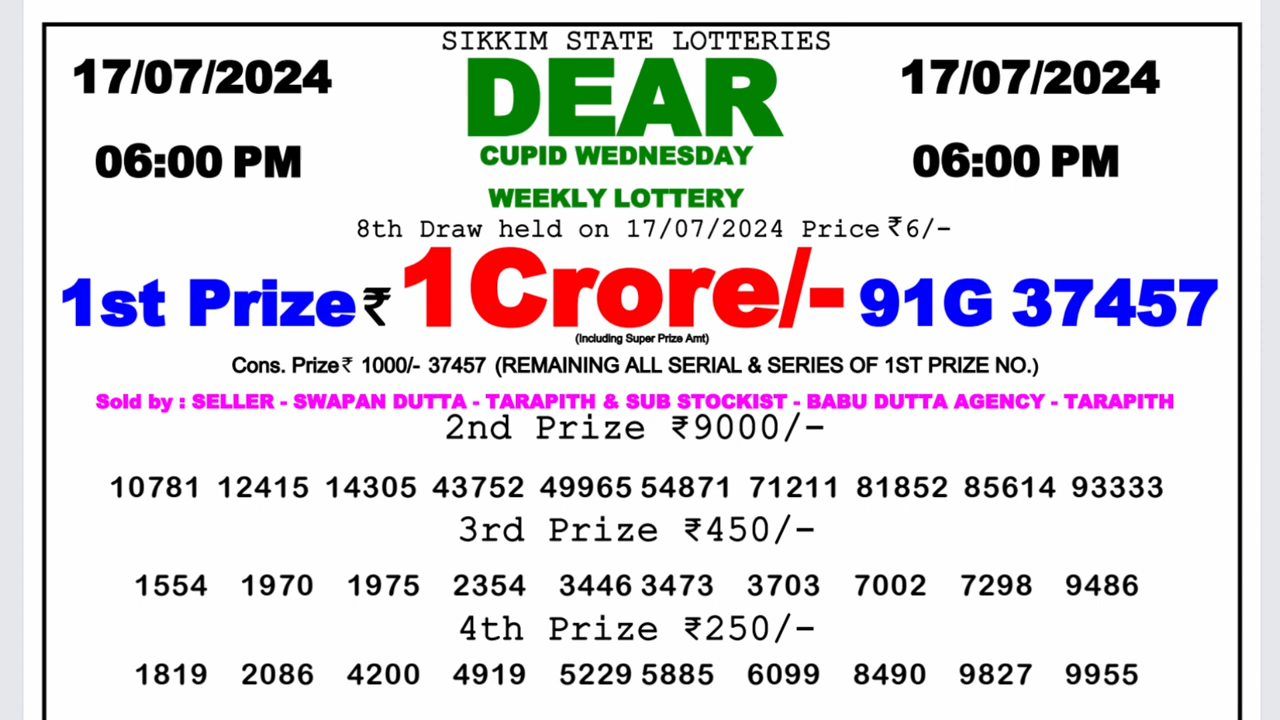 SIKKIM STATE LOTTERIES
17/07/2024 DEAR 17/07/2024
06:00 PM CUPID WEDNESDAY 06:00 PM
WEEKLY LOTTERY
8th Draw held on 17/07/2024 Price ₹6/-
1st Prize ₹ 1Crore/- 91G 37457
(Including Super Prize Amt)
Cons. Prize ₹ 1000/- 37457 (REMAINING ALL SERIAL & SERIES OF 1ST PRIZE NO.)
Sold by : SELLER - SWAPAN DUTTA - TARAPITH & SUB STOCKIST - BABU DUTTA AGENCY - TARAPITH
2nd Prize ₹9000/-
10781 12415 14305 43752 49965 54871 71211 81852 85614 93333
3rd Prize ₹450/-
1554 1970 1975 2354 3446 3473 3703 7002 7298 9486
4th Prize ₹250/-
1819 2086 4200 4919 5229 5885 6099 8490 9827 9955